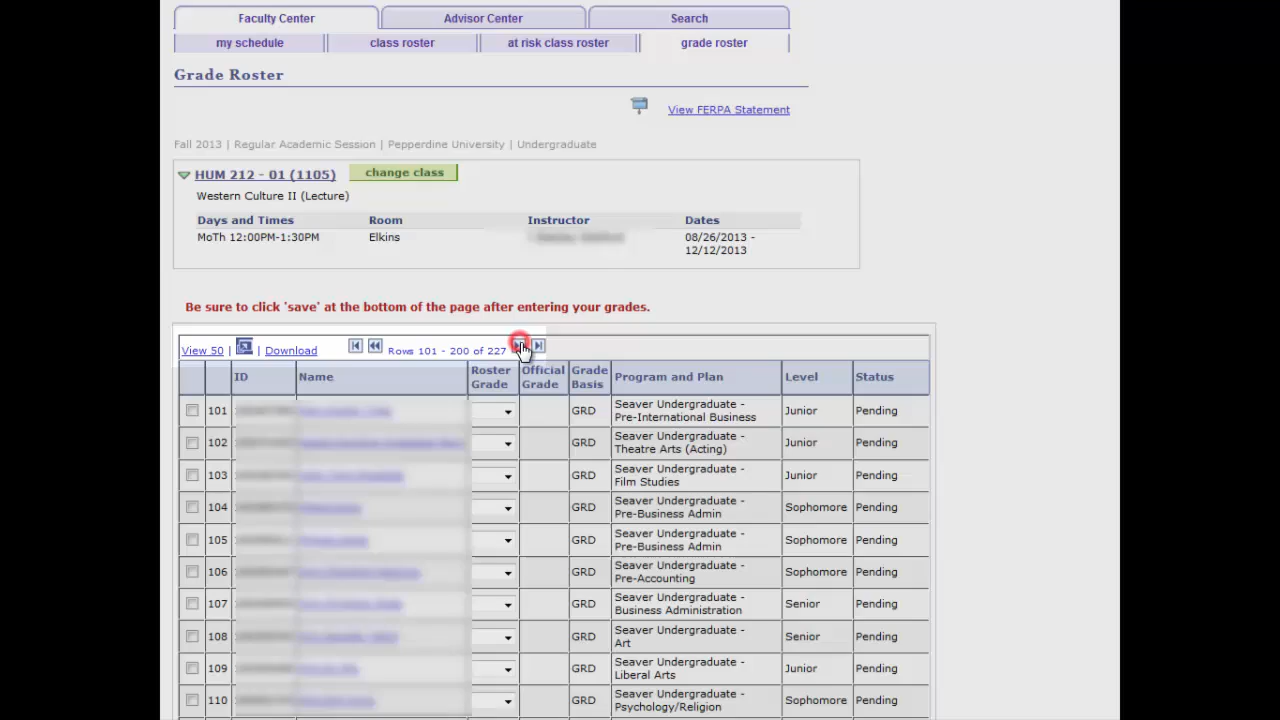 Faculty Center Advisor Center Search
my schedule class roster at risk class roster grade roster
Grade Roster
View FERPA Statement
Fall 2013 | Regular Academic Session | Pepperdine University | Undergraduate
HUM 212 - 01 (1105) change class
Western Culture II (Lecture)
Days and Times Room Instructor Dates
MoTh 12:00PM-1:30PM Elkins 08/26/2013 -
12/12/2013
Be sure to click 'save' at the bottom of the page after entering your grades.
View 50 | | Download Rows 101 - 200 of 227
ID Name Roster Grade Official Grade Grade Basis Program and Plan Level Status
101 GRD Seaver Undergraduate - Pre-International Business Junior Pending
102 GRD Seaver Undergraduate - Theatre Arts (Acting) Junior Pending
103 GRD Seaver Undergraduate - Film Studies Junior Pending
104 GRD Seaver Undergraduate - Pre-Business Admin Sophomore Pending
105 GRD Seaver Undergraduate - Pre-Business Admin Sophomore Pending
106 GRD Seaver Undergraduate - Pre-Accounting Sophomore Pending
107 GRD Seaver Undergraduate - Business Administration Senior Pending
108 GRD Seaver Undergraduate - Art Senior Pending
109 GRD Seaver Undergraduate - Liberal Arts Junior Pending
110 GRD Seaver Undergraduate - Psychology/Religion Sophomore Pending